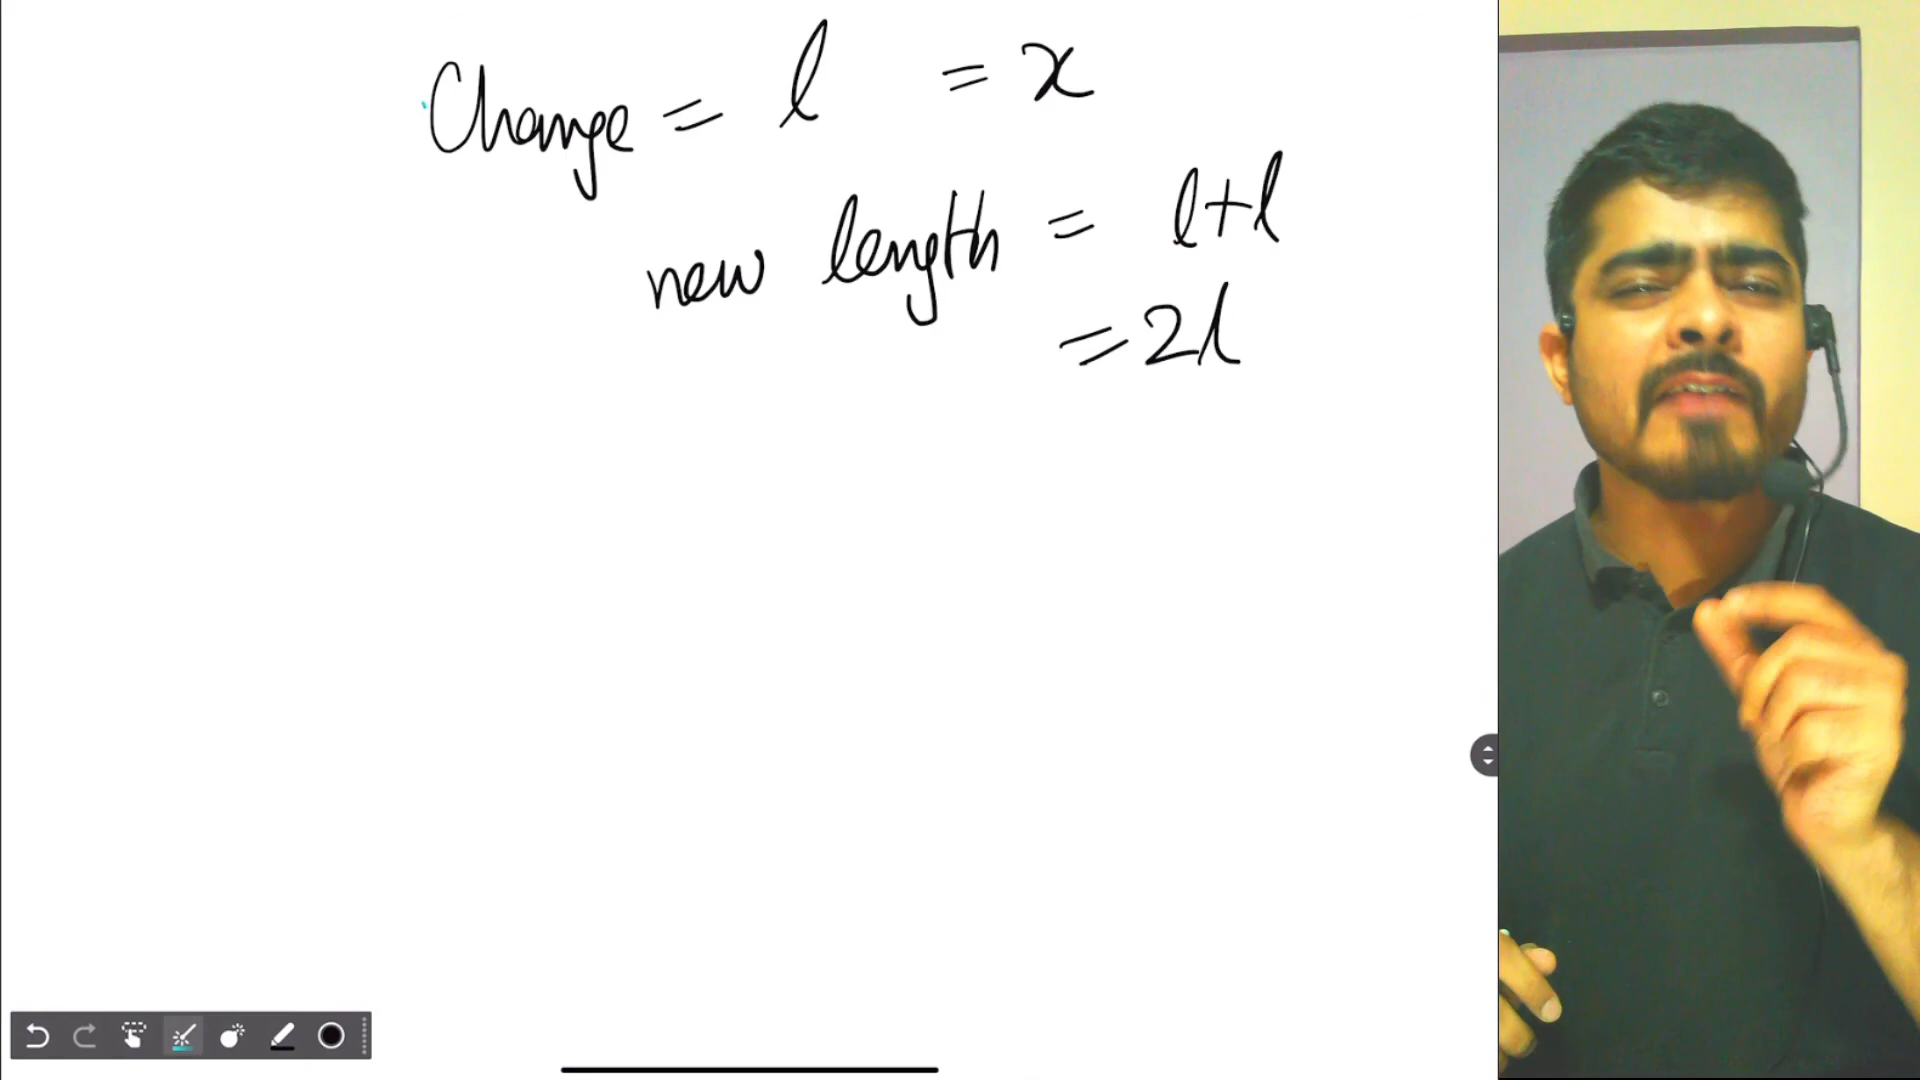 Change = l = x
new length = l+l
= 2l